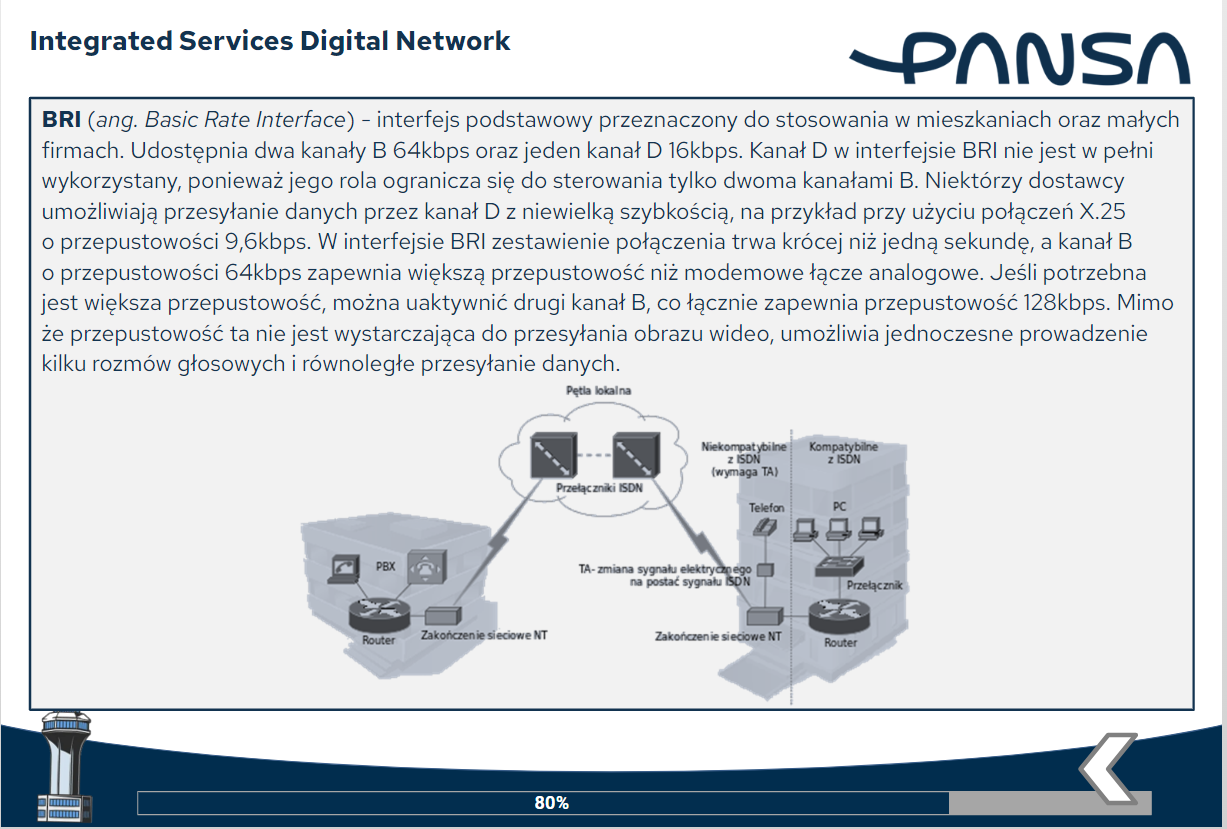 Integrated Services Digital Network
PANSA
BRI (ang. Basic Rate Interface) - interfejs podstawowy przeznaczony do stosowania w mieszkaniach oraz małych
firmach. Udostępnia dwa kanały B 64kbps oraz jeden kanał D 16kbps. Kanał D w interfejsie BRI nie jest w pełni
wykorzystany, ponieważ jego rola ogranicza się do sterowania tylko dwoma kanałami B. Niektórzy dostawcy
umożliwiają przesyłanie danych przez kanał D z niewielką szybkością, na przykład przy użyciu połączeń X.25
o przepustowości 9,6kbps. W interfejsie BRI zestawienie połączenia trwa krócej niż jedną sekundę, a kanał B
o przepustowości 64kbps zapewnia większą przepustowość niż modemowe łącze analogowe. Jeśli potrzebna
jest większa przepustowość, można uaktywnić drugi kanał B, co łącznie zapewnia przepustowość 128kbps. Mimo
że przepustowość ta nie jest wystarczająca do przesyłania obrazu wideo, umożliwia jednoczesne prowadzenie
kilku rozmów głosowych i równoległe przesyłanie danych.
Pętla lokalna
Przełączniki ISDN
Niekompatybilne
z ISDN
(wymaga TA)
Kompatybilne
z ISDN
Telefon
PC
PBX
TA- zmiana sygnału elektrycznego
na postać sygnału ISDN
Przełącznik
Router
Zakończenie sieciowe NT
Zakończenie sieciowe NT
Router
80%